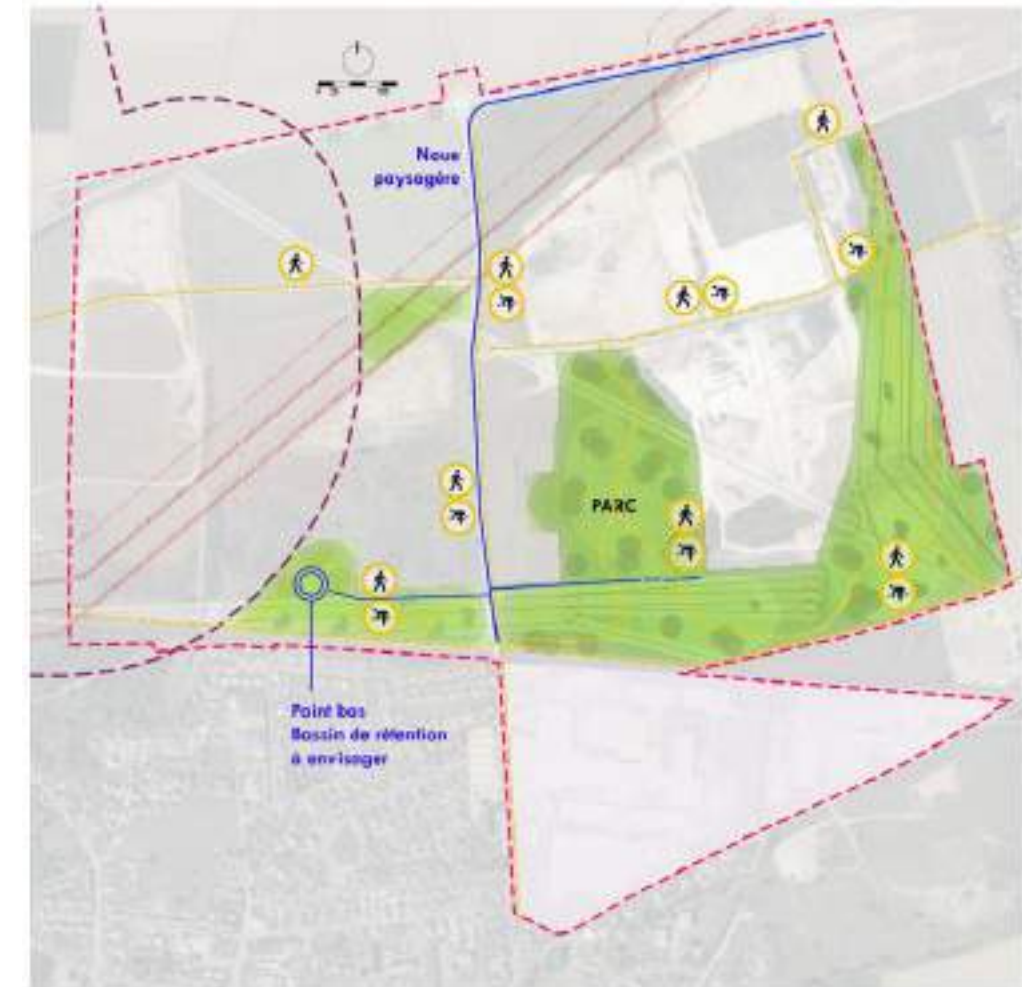 Noue
paysagère
PARC
Point bas
Bassin de rétention
à envisager